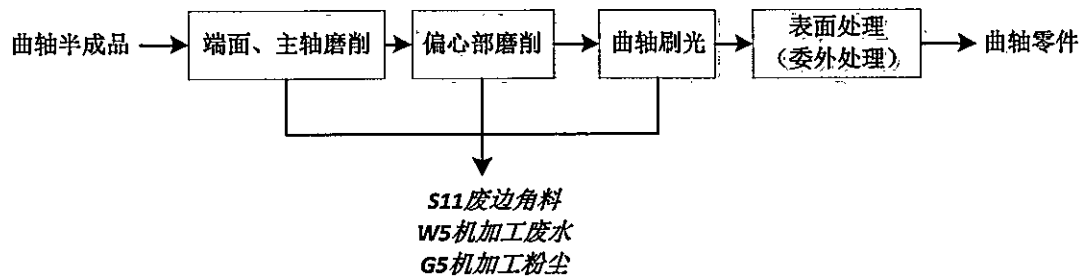 曲轴半成品
端面、主轴磨削
偏心部磨削
曲轴刷光
表面处理
（委外处理）
曲轴零件
S11废边角料
W5机加工废水
G5机加工粉尘